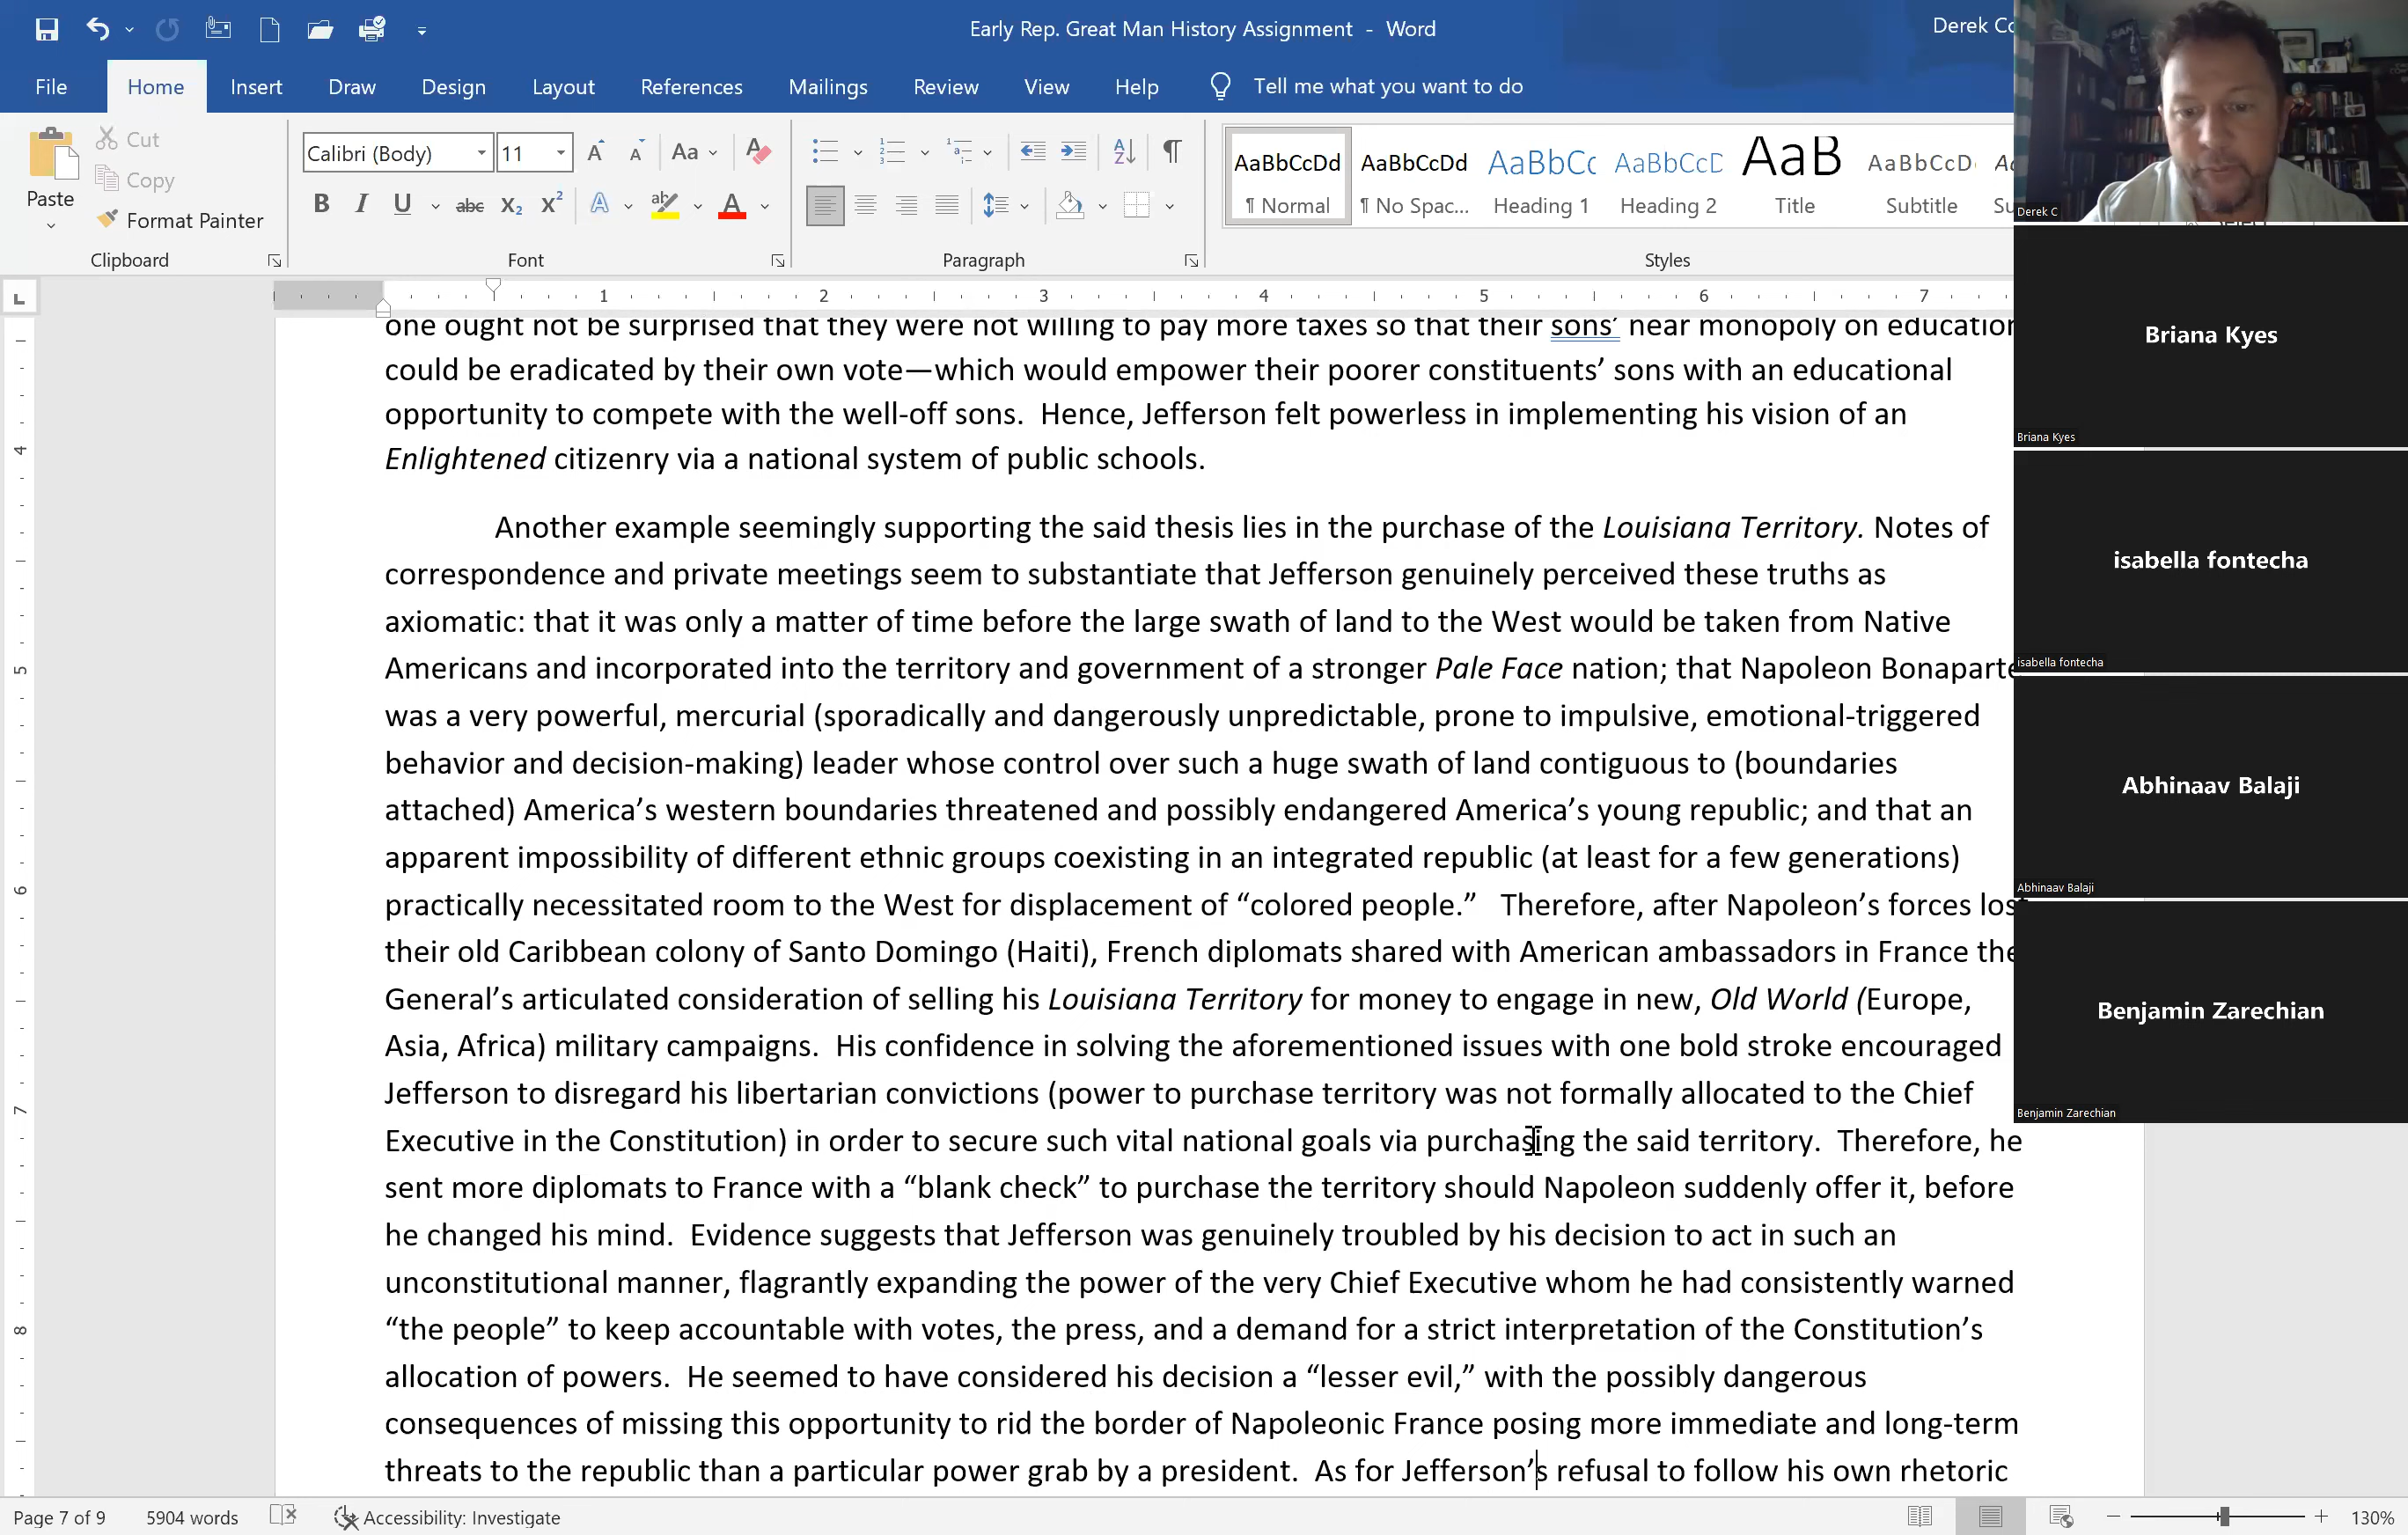 Early Rep. Great Man History Assignment - Word
Derek
File Home Insert Draw Design Layout References Mailings Review View Help Tell me what you want to do
Paste
Cut
Copy
Format Painter
Clipboard
Calibri (Body) 11
Font
Paragraph
AaBbCcDd AaBbCcDd AaBbCc AaBbCcD AaB AaBbCcD
¶ Normal ¶ No Spac... Heading 1 Heading 2 Title Subtitle
Styles
1 2 3 4 5 6 7
one ought not be surprised that they were not willing to pay more taxes so that their sons’ near monopoly on education
could be eradicated by their own vote—which would empower their poorer constituents’ sons with an educational
opportunity to compete with the well-off sons.  Hence, Jefferson felt powerless in implementing his vision of an
Enlightened citizenry via a national system of public schools.
Another example seemingly supporting the said thesis lies in the purchase of the Louisiana Territory. Notes of
correspondence and private meetings seem to substantiate that Jefferson genuinely perceived these truths as
axiomatic: that it was only a matter of time before the large swath of land to the West would be taken from Native
Americans and incorporated into the territory and government of a stronger Pale Face nation; that Napoleon Bonaparte
was a very powerful, mercurial (sporadically and dangerously unpredictable, prone to impulsive, emotional-triggered
behavior and decision-making) leader whose control over such a huge swath of land contiguous to (boundaries
attached) America’s western boundaries threatened and possibly endangered America’s young republic; and that an
apparent impossibility of different ethnic groups coexisting in an integrated republic (at least for a few generations)
practically necessitated room to the West for displacement of “colored people.”   Therefore, after Napoleon’s forces lost
their old Caribbean colony of Santo Domingo (Haiti), French diplomats shared with American ambassadors in France the
General’s articulated consideration of selling his Louisiana Territory for money to engage in new, Old World (Europe,
Asia, Africa) military campaigns.  His confidence in solving the aforementioned issues with one bold stroke encouraged
Jefferson to disregard his libertarian convictions (power to purchase territory was not formally allocated to the Chief
Executive in the Constitution) in order to secure such vital national goals via purchasing the said territory.  Therefore, he
sent more diplomats to France with a “blank check” to purchase the territory should Napoleon suddenly offer it, before
he changed his mind.  Evidence suggests that Jefferson was genuinely troubled by his decision to act in such an
unconstitutional manner, flagrantly expanding the power of the very Chief Executive whom he had consistently warned
“the people” to keep accountable with votes, the press, and a demand for a strict interpretation of the Constitution’s
allocation of powers.  He seemed to have considered his decision a “lesser evil,” with the possibly dangerous
consequences of missing this opportunity to rid the border of Napoleonic France posing more immediate and long-term
threats to the republic than a particular power grab by a president.  As for Jefferson’s refusal to follow his own rhetoric
4
5
6
7
8
Derek C
Briana Kyes
Briana Kyes
isabella fontecha
isabella fontecha
Abhinaav Balaji
Abhinaav Balaji
Benjamin Zarechian
Benjamin Zarechian
Page 7 of 9 5904 words Accessibility: Investigate 130%